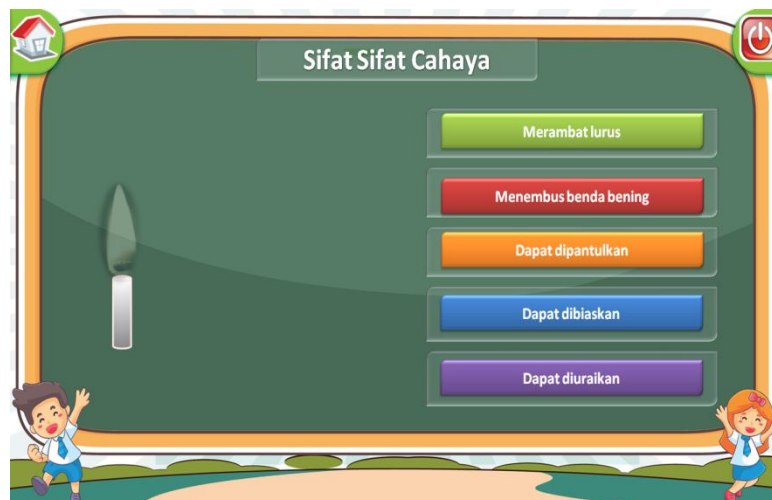 Sifat Sifat Cahaya
Merambat lurus
Menembus benda bening
Dapat dipantulkan
Dapat dibiaskan
Dapat diuraikan